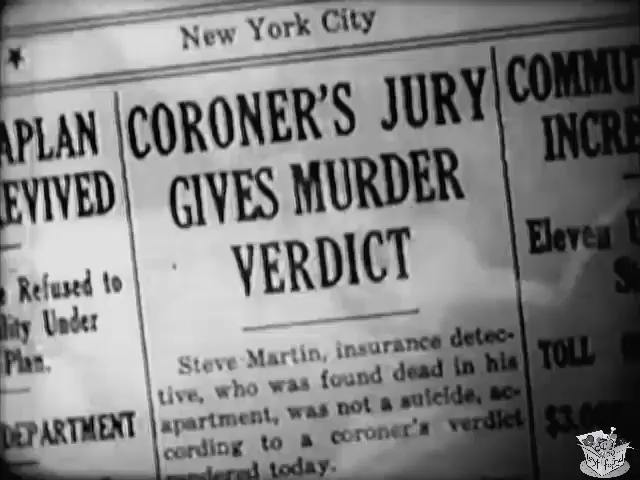 New York City
APLAN
EVIVED
Refused to
Under
Plan.
DEPARTMENT
CORONER'S JURY
GIVES MURDER
VERDICT
Steve Martin, insurance detec-
tive, who was found dead in his
apartment, was not a suicide, ac-
cording to a coroner's verdict
rendered today.
COMMU
INCRE
Eleven
TOLL